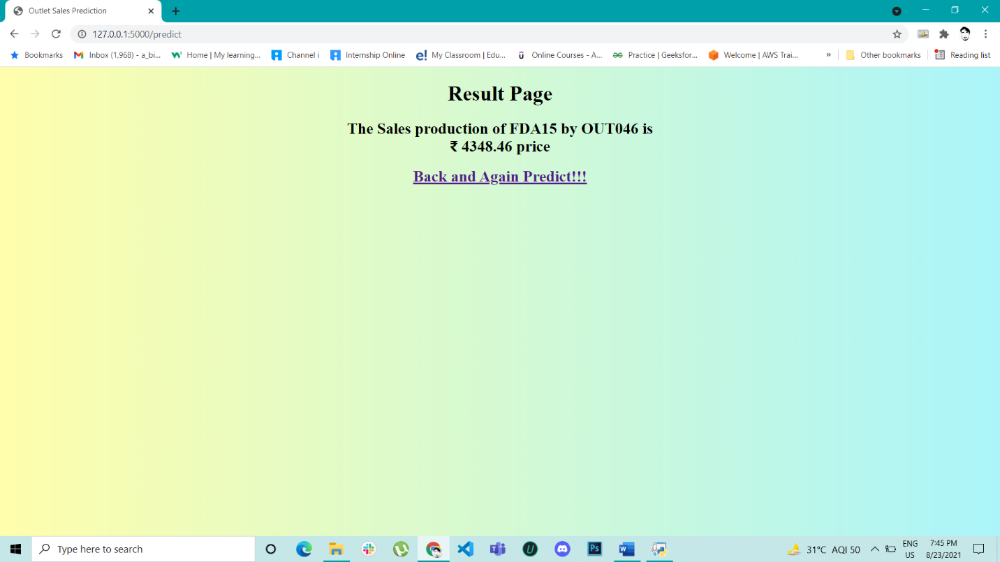 Outlet Sales Prediction
127.0.0.1:5000/predict
Bookmarks
Inbox (1,968) - a_bi...
Home | My learning...
Channel i
Internship Online
e!
My Classroom | Edu...
Online Courses - A...
Practice | Geeksfor...
Welcome | AWS Trai...
»
Other bookmarks
Reading list
Result Page
The Sales production of FDA15 by OUT046 is
₹ 4348.46 price
Back and Again Predict!!!
Type here to search
Ps
31°C AQI 50
ENG
US
7:45 PM
8/23/2021